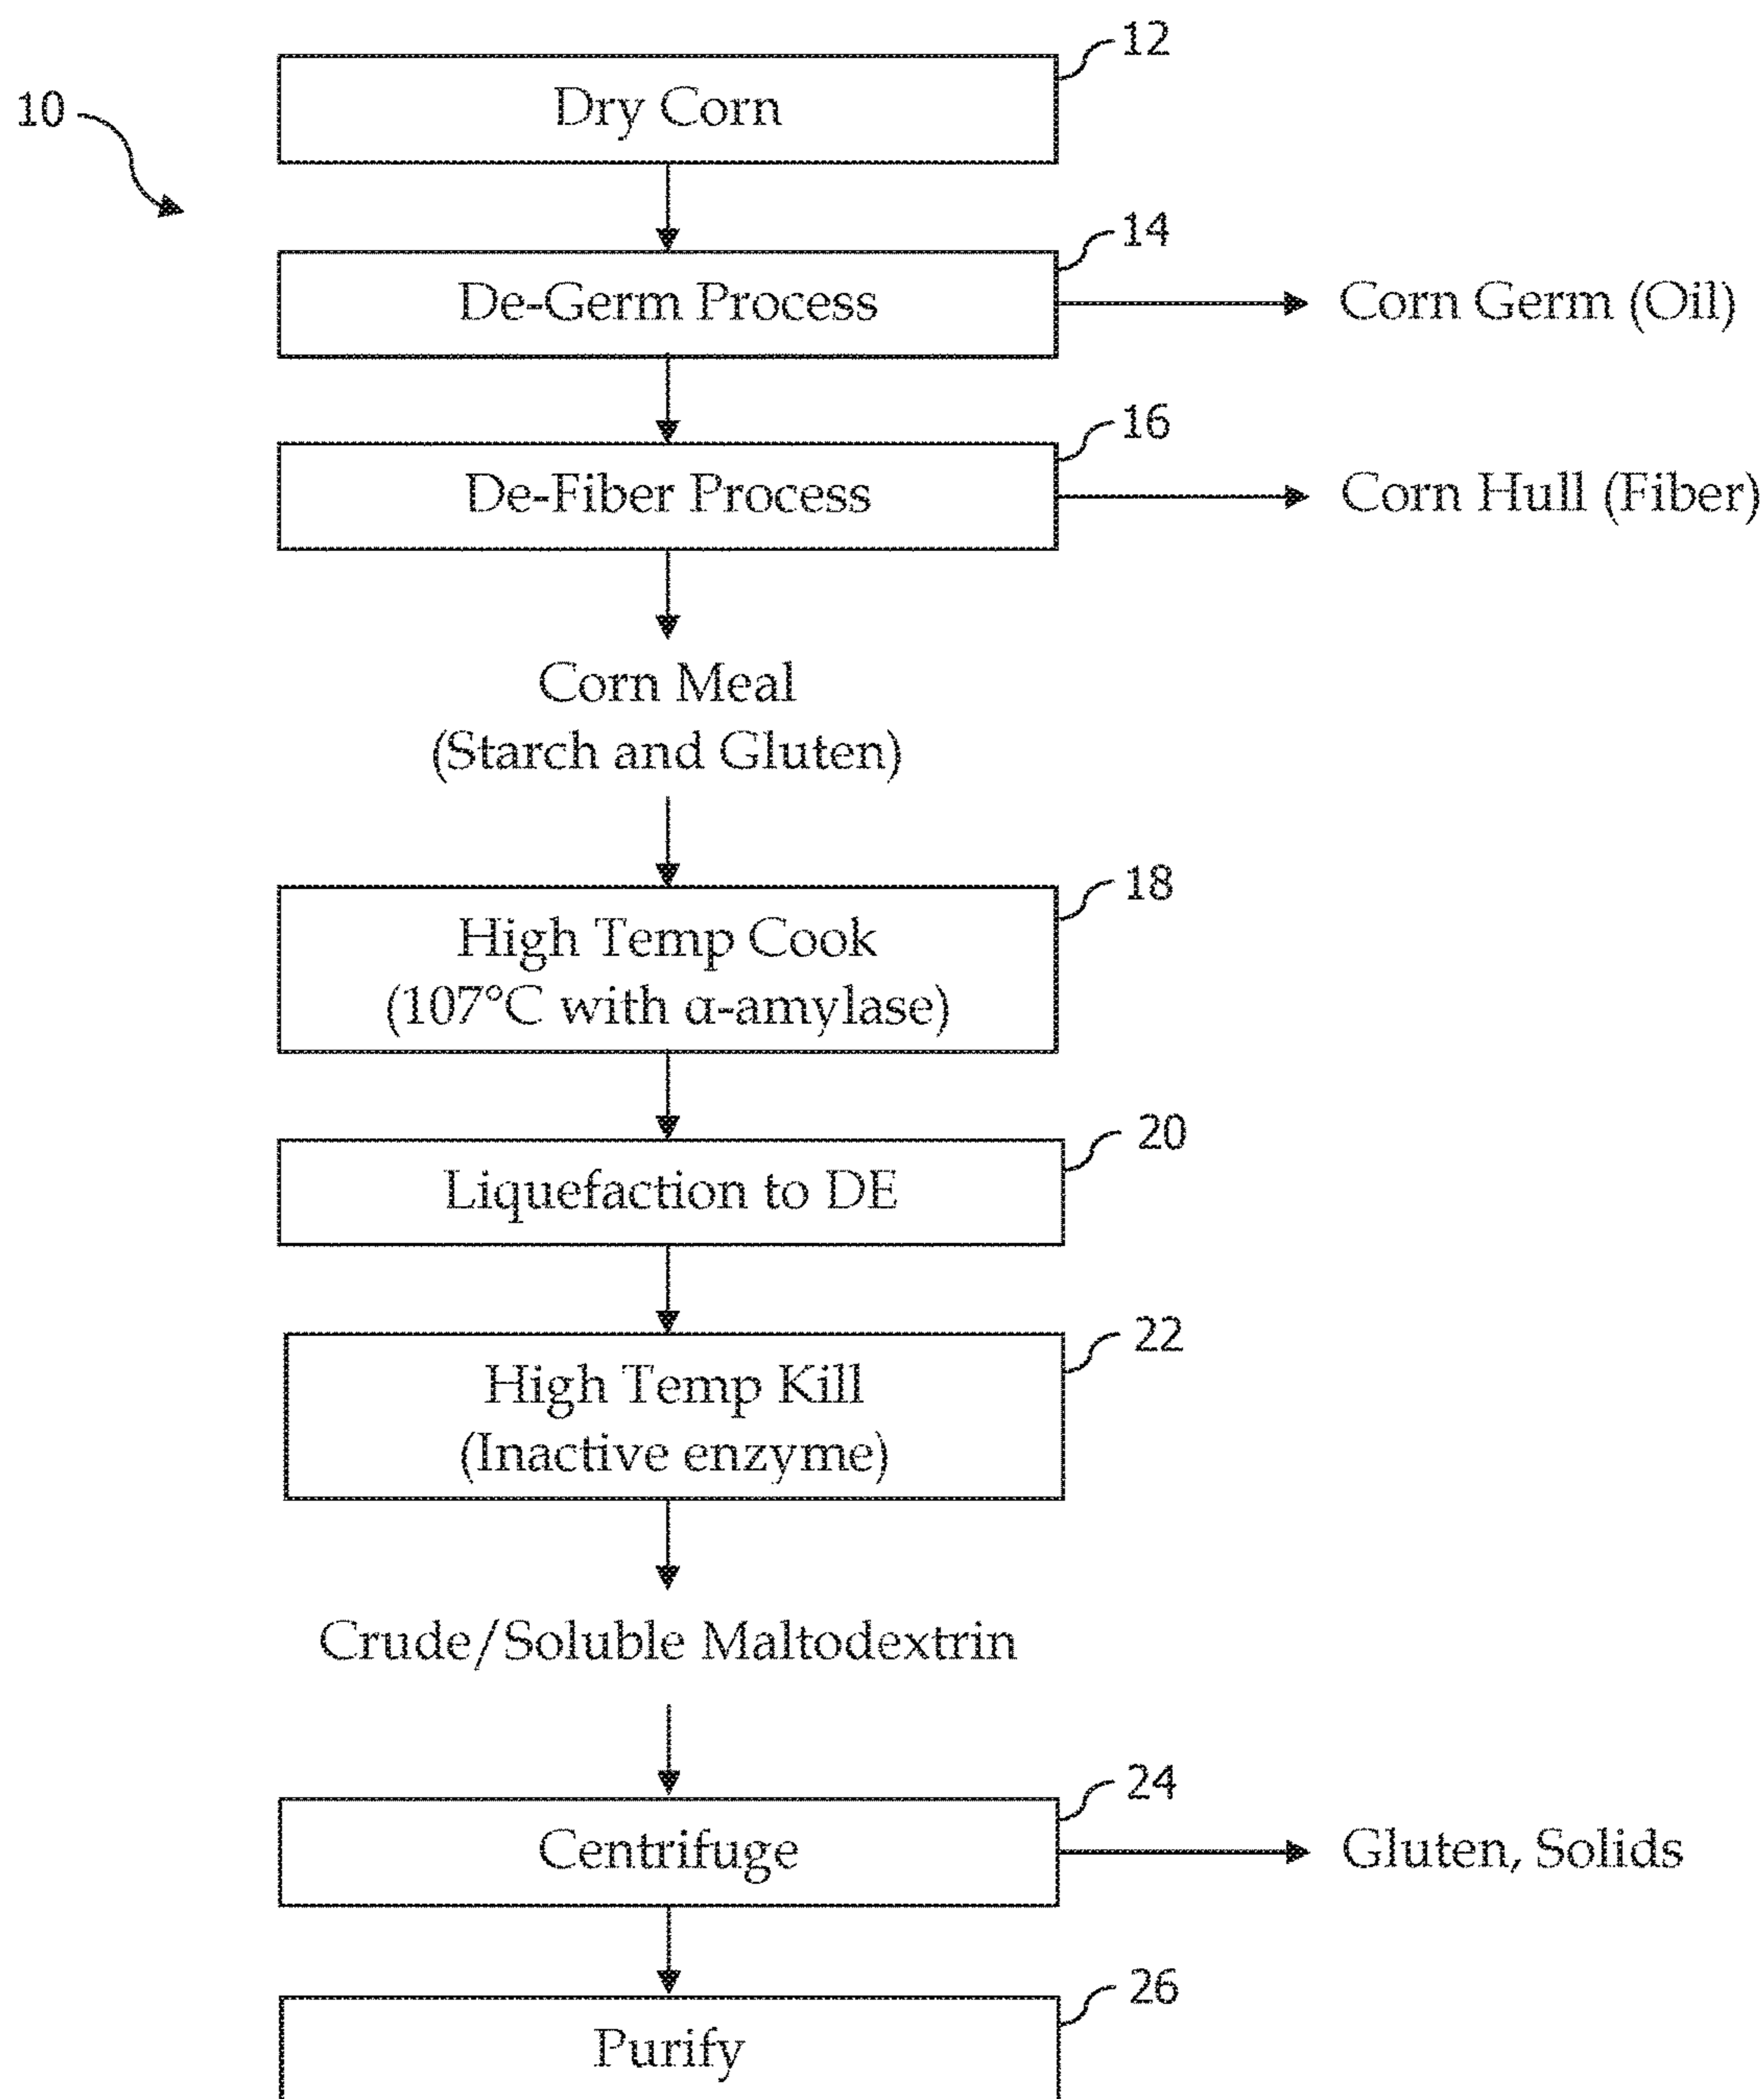 12
10
Dry Corn
14
De-Germ Process
Corn Germ (Oil)
16
De-Fiber Process
Corn Hull (Fiber)
Corn Meal
(Starch and Gluten)
18
High Temp Cook
(107°C with α-amylase)
20
Liquefaction to DE
22
High Temp Kill
(Inactive enzyme)
Crude/Soluble Maltodextrin
24
Centrifuge
Gluten, Solids
26
Purify